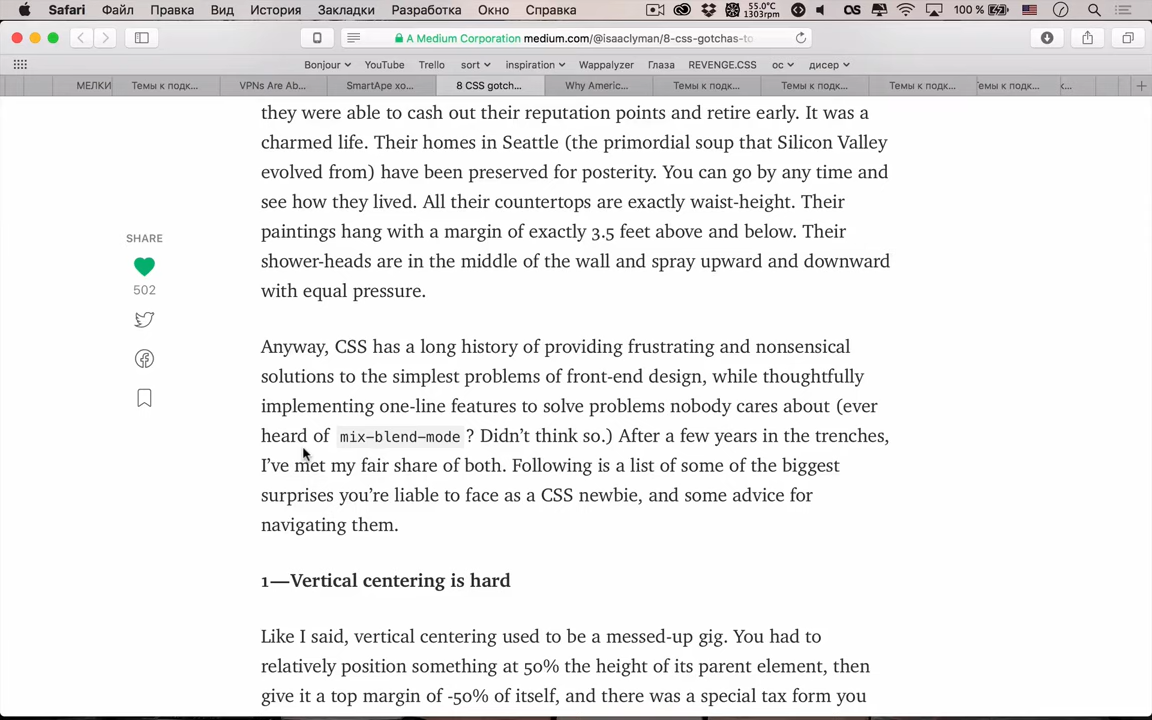 Safari Файл Правка Вид История Закладки Разработка Окно Справка 55.0°C 1303rpm 100 %
A Medium Corporation medium.com/@isaaclyman/8-css-gotchas-to-
Bonjour YouTube Trello sort inspiration Wappalyzer Глаза REVENGE.CSS ос дисер
МЕЛКИ Темы к подк... VPNs Are Ab... SmartApe хо... 8 CSS gotch... Why Americ... Темы к подк... Темы к подк... Темы к подк... емы к подк... к...
they were able to cash out their reputation points and retire early. It was a
charmed life. Their homes in Seattle (the primordial soup that Silicon Valley
evolved from) have been preserved for posterity. You can go by any time and
see how they lived. All their countertops are exactly waist-height. Their
paintings hang with a margin of exactly 3.5 feet above and below. Their
shower-heads are in the middle of the wall and spray upward and downward
with equal pressure.
SHARE
502
Anyway, CSS has a long history of providing frustrating and nonsensical
solutions to the simplest problems of front-end design, while thoughtfully
implementing one-line features to solve problems nobody cares about (ever
heard of mix-blend-mode ? Didn’t think so.) After a few years in the trenches,
I’ve met my fair share of both. Following is a list of some of the biggest
surprises you’re liable to face as a CSS newbie, and some advice for
navigating them.
1—Vertical centering is hard
Like I said, vertical centering used to be a messed-up gig. You had to
relatively position something at 50% the height of its parent element, then
give it a top margin of -50% of itself, and there was a special tax form you